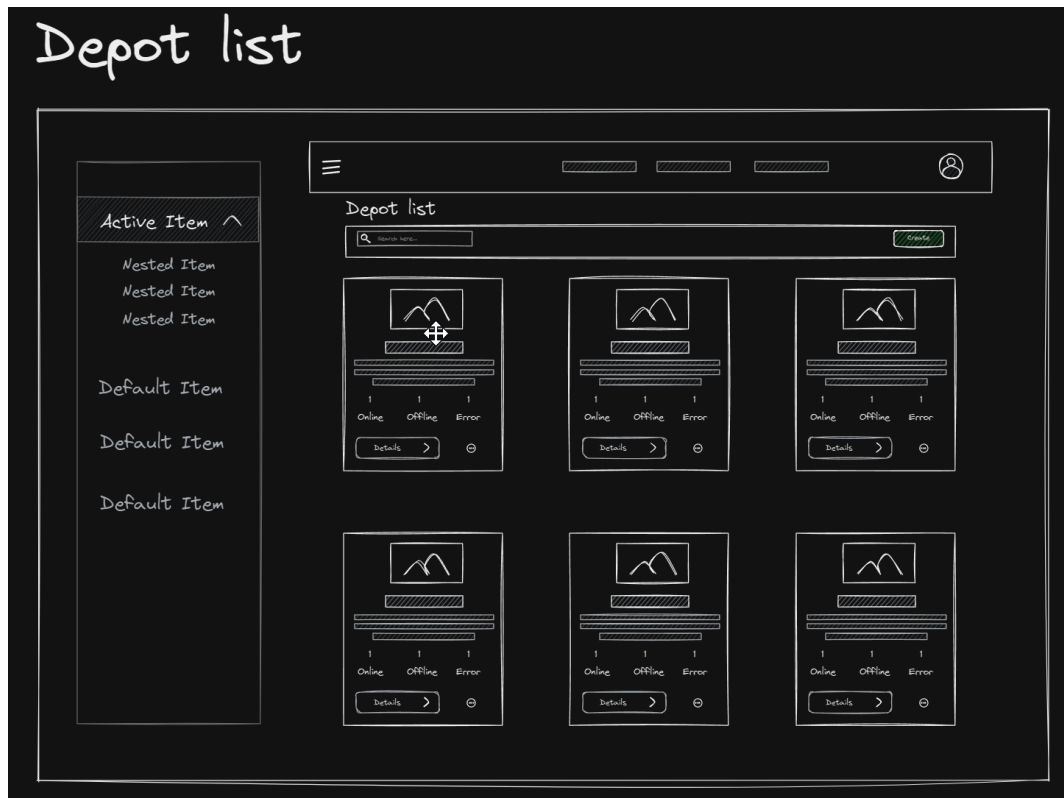 Depot list
Active Item
Nested Item
Nested Item
Nested Item
Default Item
Default Item
Default Item
Depot list
Search here...
Create
1 1 1
Online Offline Error
Details
1 1 1
Online Offline Error
Details
1 1 1
Online Offline Error
Details
1 1 1
Online Offline Error
Details
1 1 1
Online Offline Error
Details
1 1 1
Online Offline Error
Details